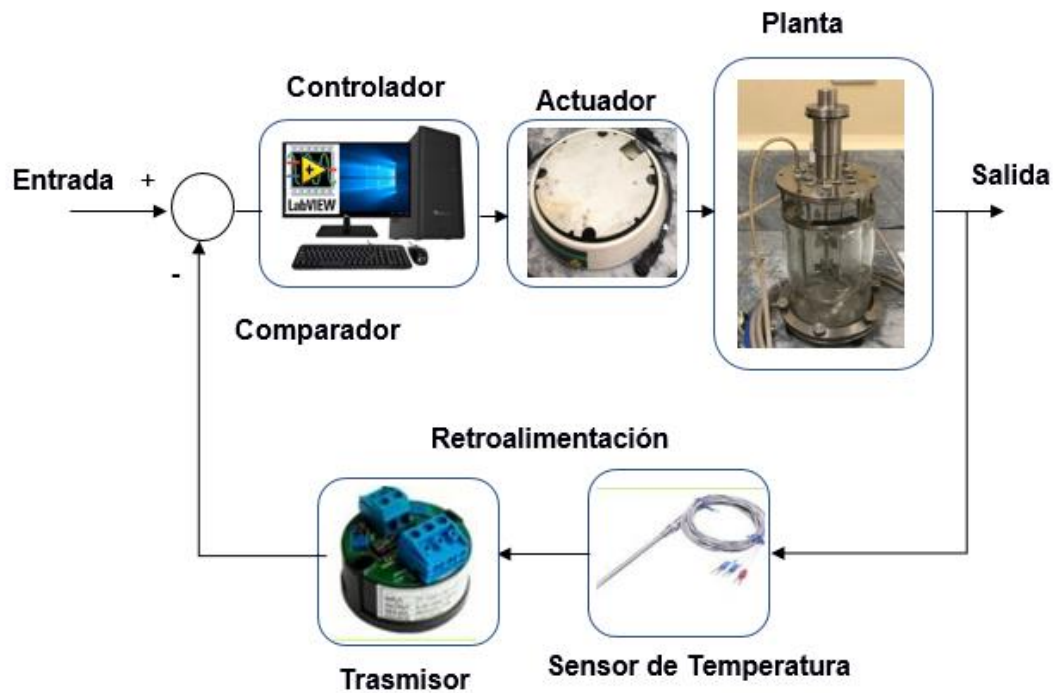 Planta
Controlador
Actuador
Entrada
+
Salida
LabVIEW
-
Comparador
Retroalimentación
Trasmisor
Sensor de Temperatura